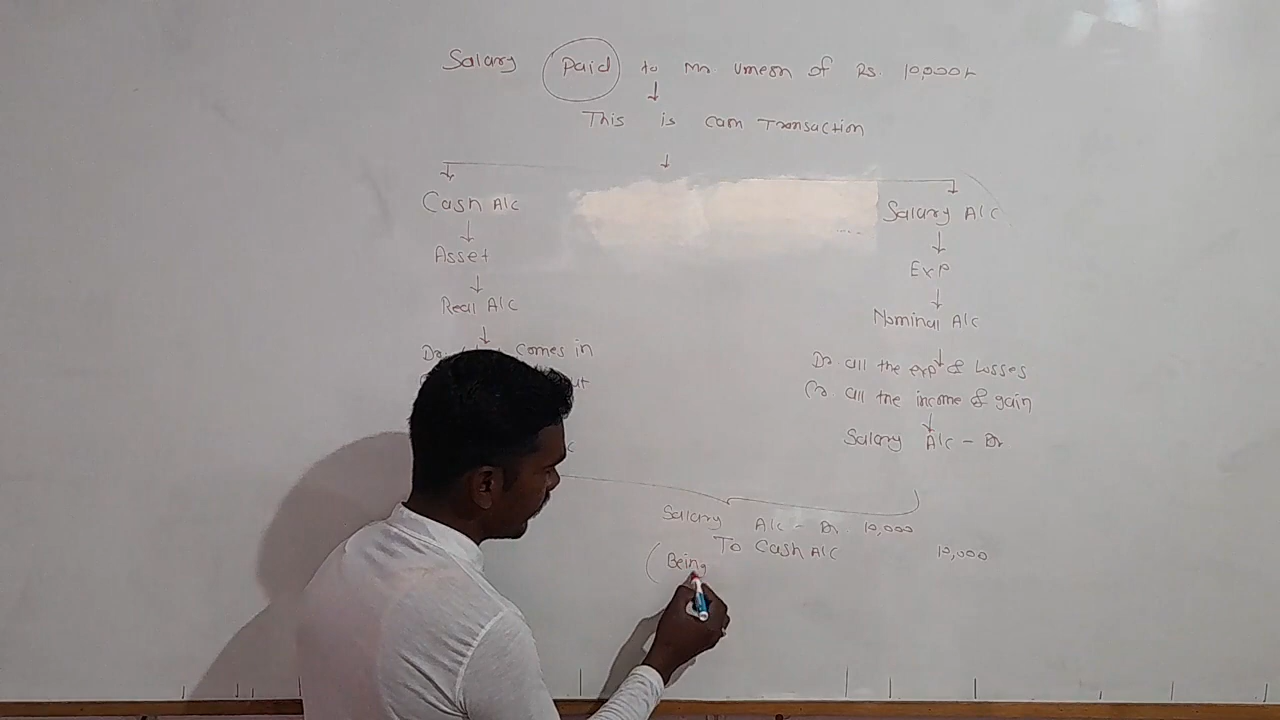 Salary Paid to Mr Umesh of Rs. 10,000/-
This is cash Transaction
Cash A/c
Salary A/c
Asset
Exp
Real A/c
Nominal A/c
Dr comes in
Dr all the exp & Losses
Cr all the income & gain
Salary A/c - Dr
Salary A/c - Dr. 10,000
To Cash A/c 10,000
(Being